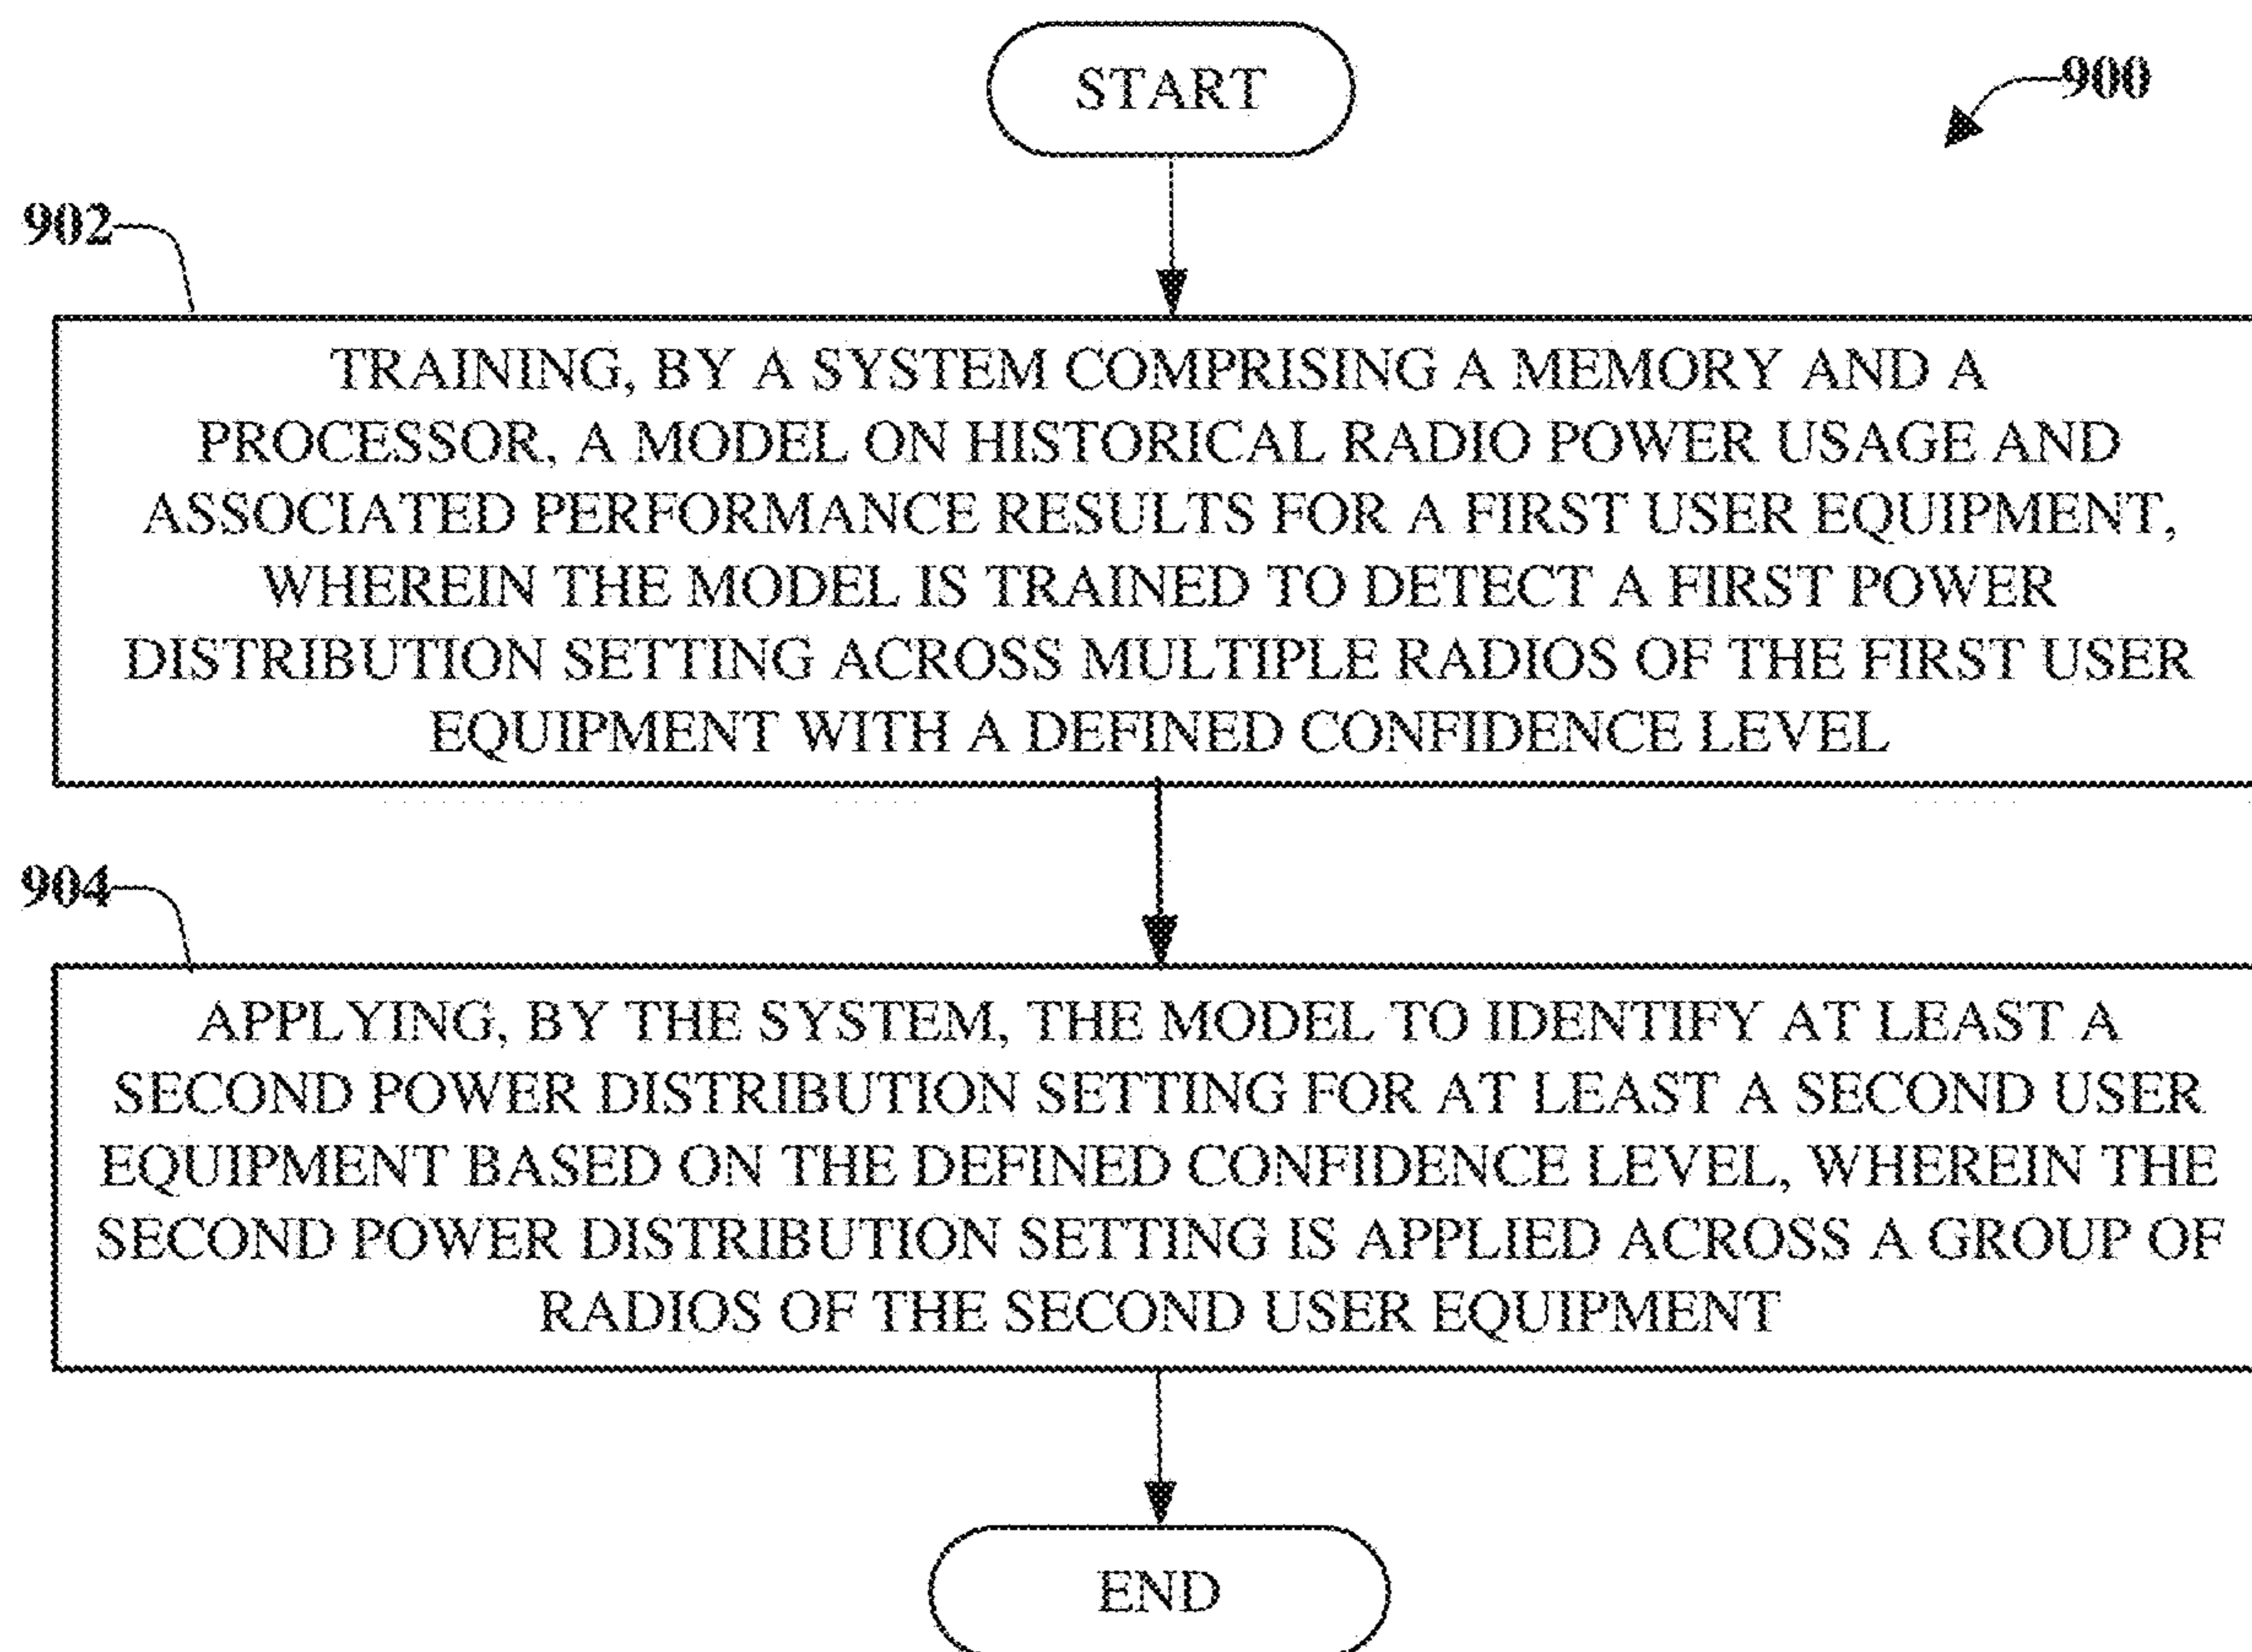 START
900
902
TRAINING, BY A SYSTEM COMPRISING A MEMORY AND A
PROCESSOR, A MODEL ON HISTORICAL RADIO POWER USAGE AND
ASSOCIATED PERFORMANCE RESULTS FOR A FIRST USER EQUIPMENT,
WHEREIN THE MODEL IS TRAINED TO DETECT A FIRST POWER
DISTRIBUTION SETTING ACROSS MULTIPLE RADIOS OF THE FIRST USER
EQUIPMENT WITH A DEFINED CONFIDENCE LEVEL
904
APPLYING, BY THE SYSTEM, THE MODEL TO IDENTIFY AT LEAST A
SECOND POWER DISTRIBUTION SETTING FOR AT LEAST A SECOND USER
EQUIPMENT BASED ON THE DEFINED CONFIDENCE LEVEL, WHEREIN THE
SECOND POWER DISTRIBUTION SETTING IS APPLIED ACROSS A GROUP OF
RADIOS OF THE SECOND USER EQUIPMENT
END